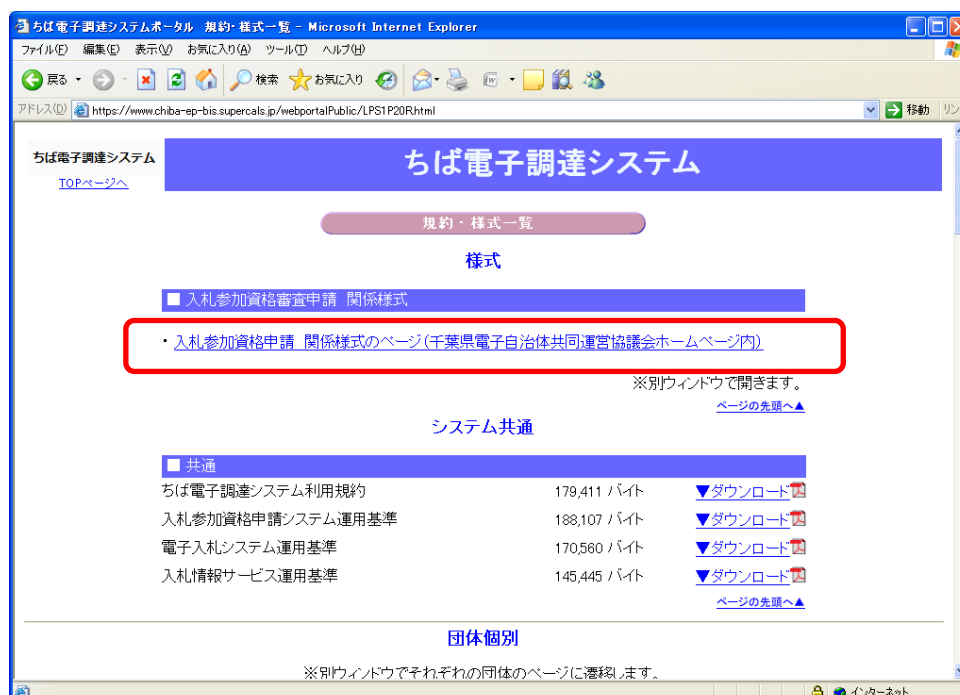 ちば電子調達システムポータル 規約・様式一覧 - Microsoft Internet Explorer
ファイル(F) 編集(E) 表示(V) お気に入り(A) ツール(T) ヘルプ(H)
戻る 検索 お気に入り
アドレス(D) https://www.chiba-ep-bis.supercals.jp/webportalPublic/LPS1P20R.html 移動 リン
ちば電子調達システム
TOPページへ
ちば電子調達システム
規約・様式一覧
様式
■ 入札参加資格審査申請 関係様式
・ 入札参加資格申請 関係様式のページ(千葉県電子自治体共同運営協議会ホームページ内)
※別ウィンドウで開きます。
ページの先頭へ▲
システム共通
■ 共通
ちば電子調達システム利用規約 179,411 バイト ▼ダウンロード
入札参加資格申請システム運用基準 188,107 バイト ▼ダウンロード
電子入札システム運用基準 170,560 バイト ▼ダウンロード
入札情報サービス運用基準 145,445 バイト ▼ダウンロード
ページの先頭へ▲
団体個別
※別ウィンドウでそれぞれの団体のページに遷移します。
インターネット